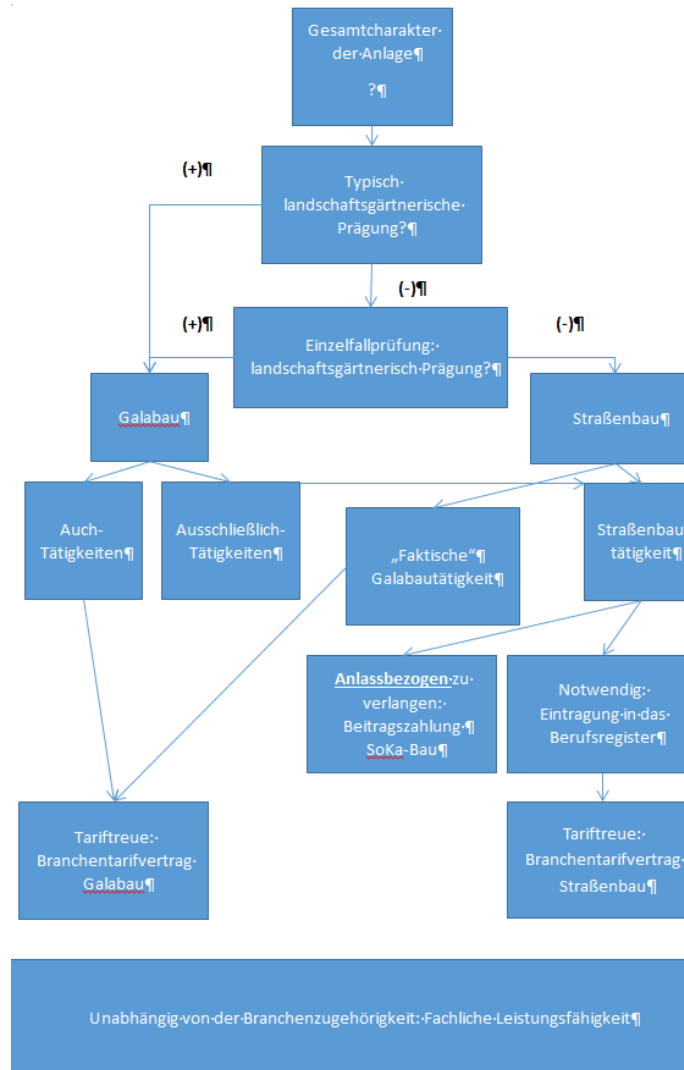 Gesamtcharakter·
der·Anlage¶
?¶
(+)¶
Typisch·
landschaftsgärtnerische·
Prägung?¶
(-)¶
(+)¶
(-)¶
Einzelfallprüfung:·
landschaftsgärtnerisch·Prägung?¶
Galabau¶
Straßenbau¶
Auch-
Tätigkeiten¶
Ausschließlich-
Tätigkeiten¶
„Faktische“¶
Galabautätigkeit¶
Straßenbau
tätigkeit¶
Anlassbezogen·zu·
verlangen:·
Beitragszahlung·¶
SoKa-Bau¶
Notwendig:·
Eintragung·in·das·
Berufsregister¶
Tariftreue:·
Branchentarifvertrag·
Galabau¶
Tariftreue:·
Branchentarifvertrag·
Straßenbau¶
Unabhängig·von·der·Branchenzugehörigkeit:·Fachliche·Leistungsfähigkeit¶